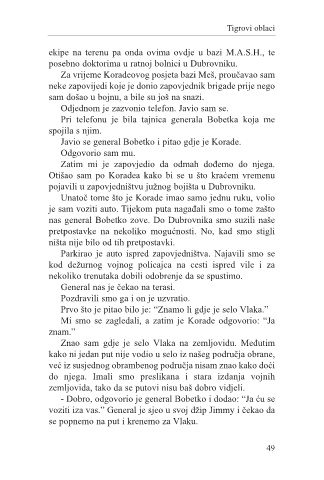 Tigrovi oblaci
ekipe na terenu pa onda ovima ovdje u bazi M.A.S.H., te
posebno doktorima u ratnoj bolnici u Dubrovniku.
Za vrijeme Koradeovog posjeta bazi Meš, proučavao sam
neke zapovijedi koje je donio zapovjednik brigade prije nego
sam došao u bojnu, a bile su još na snazi.
Odjednom je zazvonio telefon. Javio sam se.
Pri telefonu je bila tajnica generala Bobetka koja me
spojila s njim.
Javio se general Bobetko i pitao gdje je Korade.
Odgovorio sam mu.
Zatim mi je zapovjedio da odmah dođemo do njega.
Otišao sam po Koradea kako bi se u što kraćem vremenu
pojavili u zapovjedništvu južnog bojišta u Dubrovniku.
Unatoč tome što je Korade imao samo jednu ruku, volio
je sam voziti auto. Tijekom puta nagađali smo o tome zašto
nas general Bobetko zove. Do Dubrovnika smo suzili naše
pretpostavke na nekoliko mogućnosti. No, kad smo stigli
ništa nije bilo od tih pretpostavki.
Parkirao je auto ispred zapovjedništva. Najavili smo se
kod dežurnog vojnog policajca na cesti ispred vile i za
nekoliko trenutaka dobili odobrenje da se spustimo.
General nas je čekao na terasi.
Pozdravili smo ga i on je uzvratio.
Prvo što je pitao bilo je: “Znamo li gdje je selo Vlaka.”
Mi smo se zagledali, a zatim je Korade odgovorio: “Ja
znam.”
Znao sam gdje je selo Vlaka na zemljovidu. Međutim
kako ni jedan put nije vodio u selo iz našeg područja obrane,
već iz susjednog obrambenog područja nisam znao kako doći
do njega. Imali smo preslikana i stara izdanja vojnih
zemljovida, tako da se putovi nisu baš dobro vidjeli.
- Dobro, odgovorio je general Bobetko i dodao: “Ja ću se
voziti iza vas.” General je sjeo u svoj džip Jimmy i čekao da
se popnemo na put i krenemo za Vlaku.
49